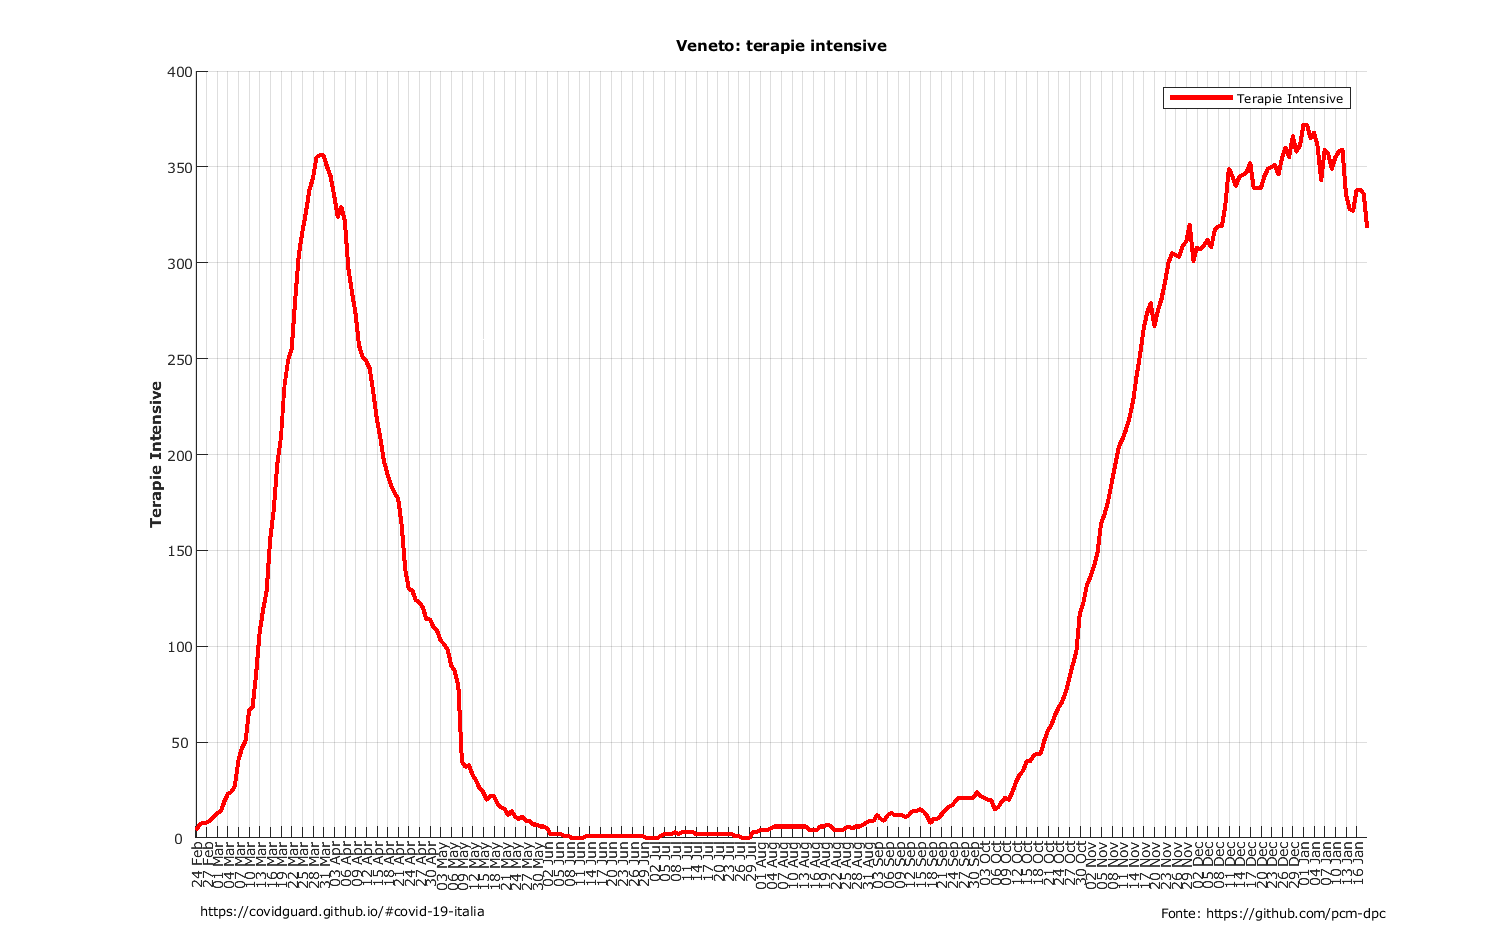 Veneto: terapie intensive
Terapie Intensive
400
350
300
250
200
150
100
50
0
Terapie Intensive
24 Feb
27 Feb
01 Mar
04 Mar
07 Mar
10 Mar
13 Mar
16 Mar
19 Mar
22 Mar
25 Mar
28 Mar
31 Mar
03 Apr
06 Apr
09 Apr
12 Apr
15 Apr
18 Apr
21 Apr
24 Apr
27 Apr
30 Apr
03 May
06 May
09 May
12 May
15 May
18 May
21 May
24 May
27 May
30 May
02 Jun
05 Jun
08 Jun
11 Jun
14 Jun
17 Jun
20 Jun
23 Jun
26 Jun
29 Jun
02 Jul
05 Jul
08 Jul
11 Jul
14 Jul
17 Jul
20 Jul
23 Jul
26 Jul
29 Jul
01 Aug
04 Aug
07 Aug
10 Aug
13 Aug
16 Aug
19 Aug
22 Aug
25 Aug
28 Aug
31 Aug
03 Sep
06 Sep
09 Sep
12 Sep
15 Sep
18 Sep
21 Sep
24 Sep
27 Sep
30 Sep
03 Oct
06 Oct
09 Oct
12 Oct
15 Oct
18 Oct
21 Oct
24 Oct
27 Oct
30 Oct
02 Nov
05 Nov
08 Nov
11 Nov
14 Nov
17 Nov
20 Nov
23 Nov
26 Nov
29 Nov
02 Dec
05 Dec
08 Dec
11 Dec
14 Dec
17 Dec
20 Dec
23 Dec
26 Dec
29 Dec
01 Jan
04 Jan
07 Jan
10 Jan
13 Jan
16 Jan
https://covidguard.github.io/#covid-19-italia
Fonte: https://github.com/pcm-dpc